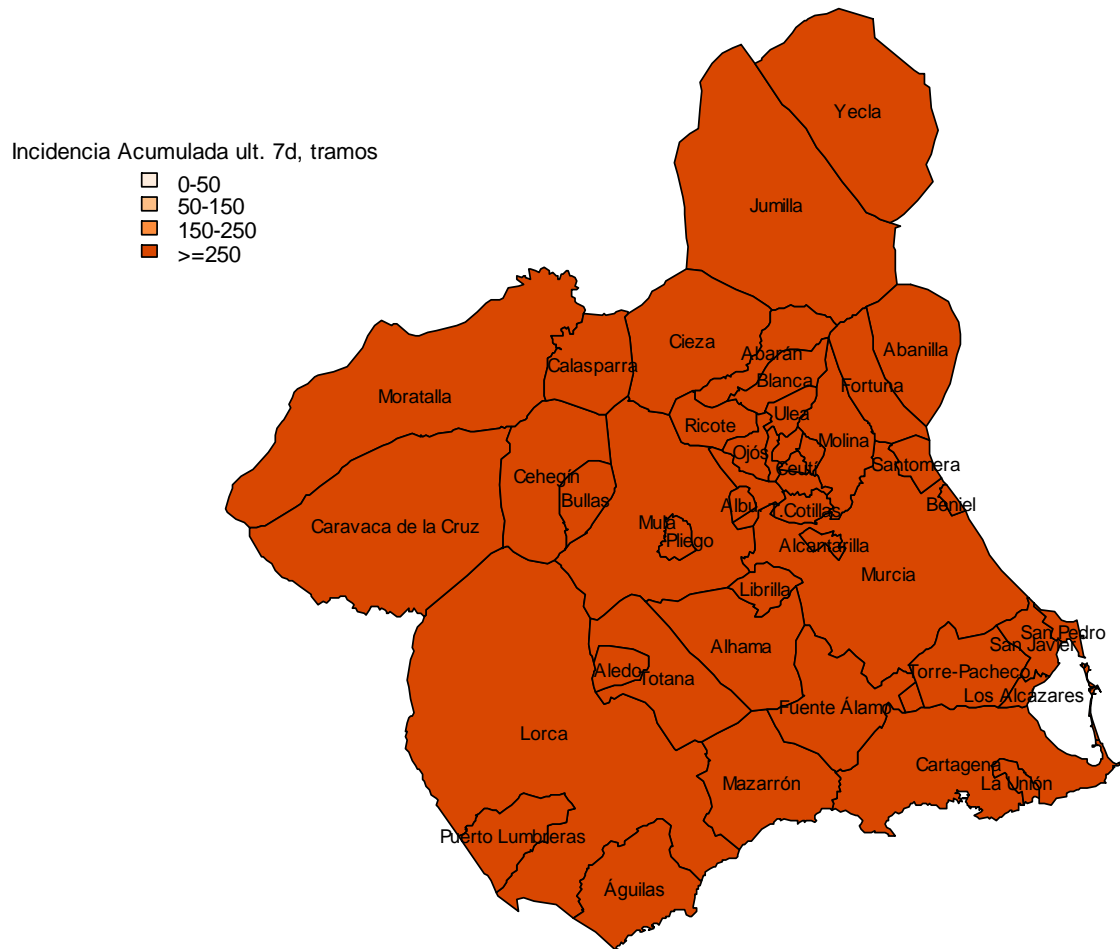 Incidencia Acumulada ult. 7d, tramos
0-50
50-150
150-250
>=250
Yecla
Jumilla
Cieza
Abarán
Abanilla
Calasparra
Blanca
Fortuna
Moratalla
Ulea
Ricote
Molina
Ojós
Ceutí
Santomera
Cehegín
Bullas
Albu
T.Cotillas
Beniel
Caravaca de la Cruz
Mula
Pliego
Alcantarilla
Murcia
Librilla
San Pedro
San Javier
Alhama
Aledo
Totana
Torre-Pacheco
Los Alcázares
Fuente Álamo
Lorca
Cartagena
Mazarrón
La Unión
Puerto Lumbreras
Águilas